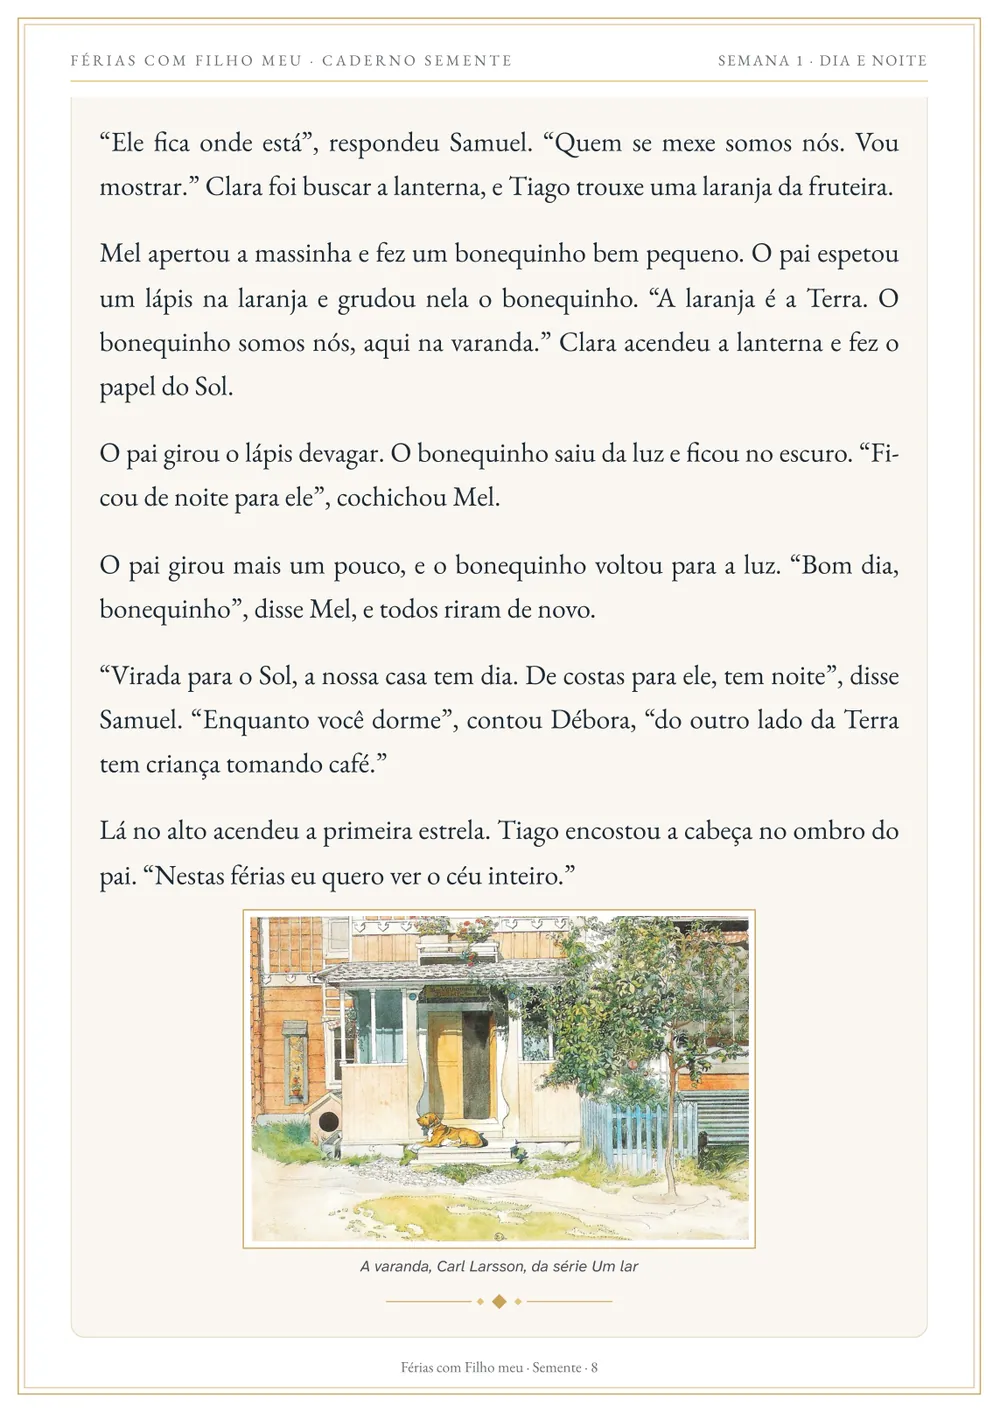 FÉRIAS COM FILHO MEU · CADERNO SEMENTE
SEMANA 1 · DIA E NOITE
“Ele fica onde está”, respondeu Samuel. “Quem se mexe somos nós. Vou
mostrar.” Clara foi buscar a lanterna, e Tiago trouxe uma laranja da fruteira.
Mel apertou a massinha e fez um bonequinho bem pequeno. O pai espetou
um lápis na laranja e grudou nela o bonequinho. “A laranja é a Terra. O
bonequinho somos nós, aqui na varanda.” Clara acendeu a lanterna e fez o
papel do Sol.
O pai girou o lápis devagar. O bonequinho saiu da luz e ficou no escuro. “Fi-
cou de noite para ele”, cochichou Mel.
O pai girou mais um pouco, e o bonequinho voltou para a luz. “Bom dia,
bonequinho”, disse Mel, e todos riram de novo.
“Virada para o Sol, a nossa casa tem dia. De costas para ele, tem noite”, disse
Samuel. “Enquanto você dorme”, contou Débora, “do outro lado da Terra
tem criança tomando café.”
Lá no alto acendeu a primeira estrela. Tiago encostou a cabeça no ombro do
pai. “Nestas férias eu quero ver o céu inteiro.”
A varanda, Carl Larsson, da série Um lar
Férias com Filho meu · Semente · 8